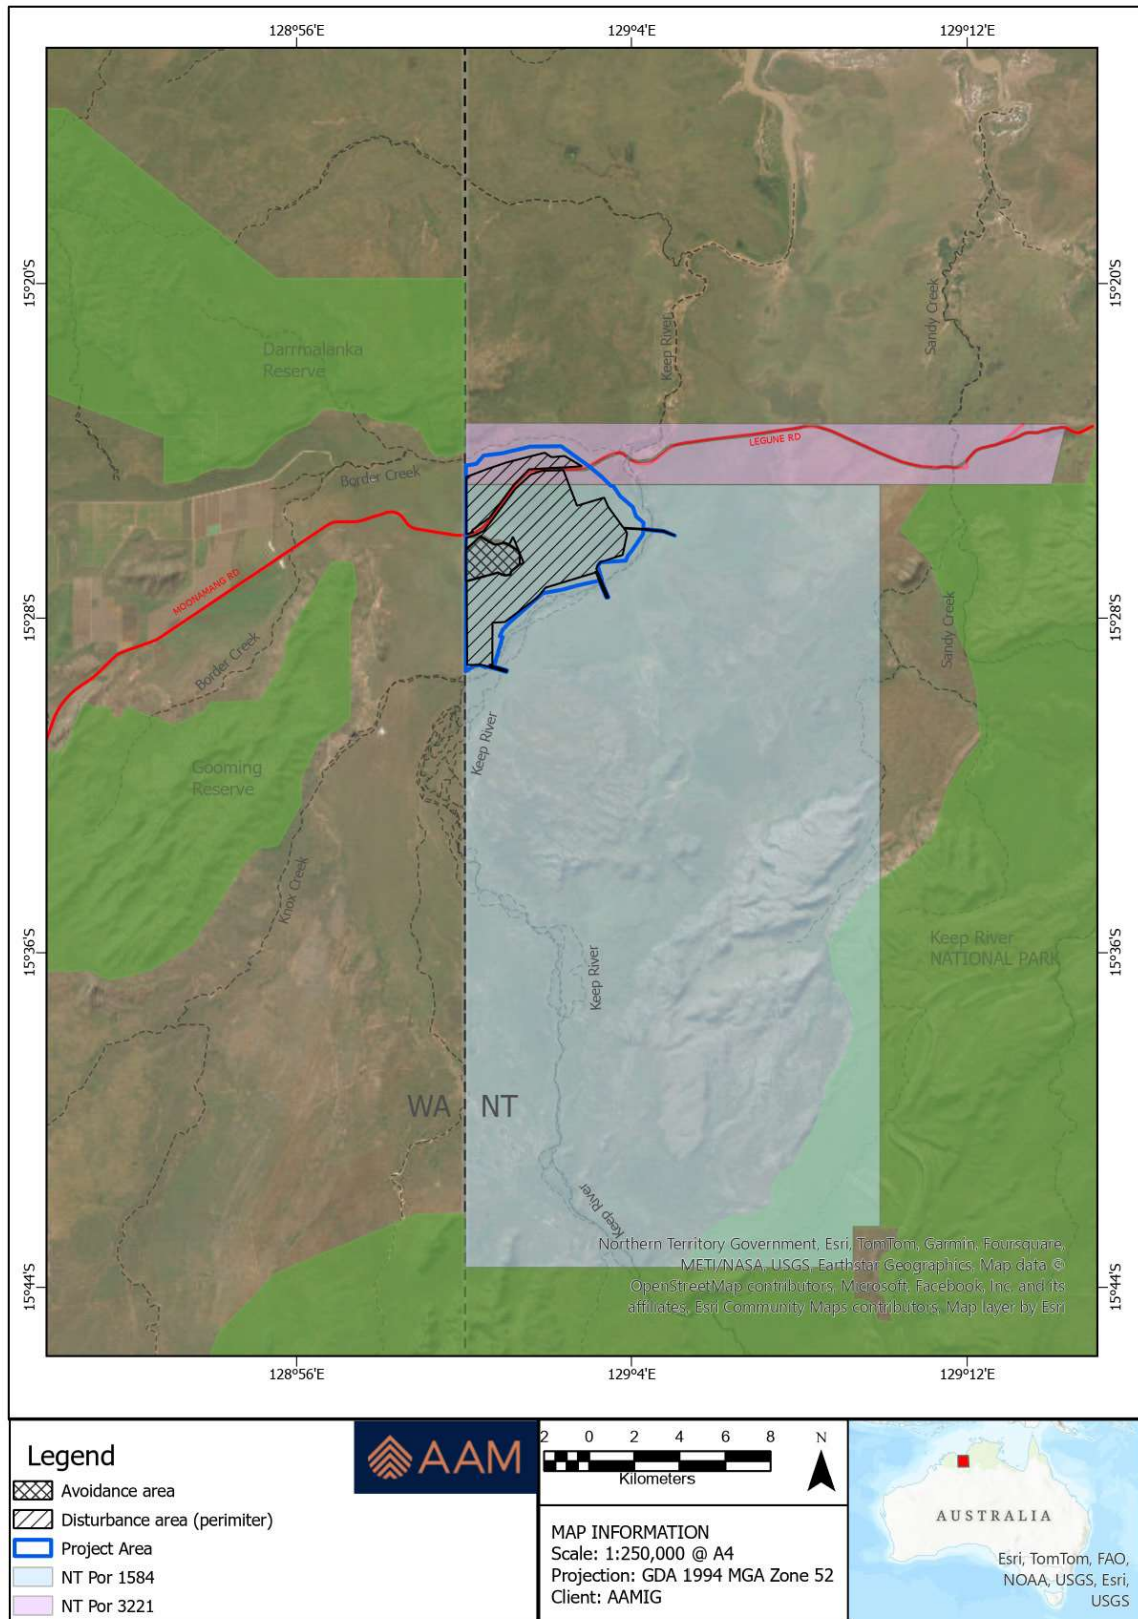 128°56'E
129°4'E
129°12'E
15°20'S
15°20'S
Sandy Creek
Keep River
Darrmalanka
Reserve
LEGUNE RD
Border Creek
MOONAMANG RD
15°28'S
15°28'S
Sandy Creek
Border Creek
Keep River
Gooming
Reserve
Knox Creek
15°36'S
15°36'S
Keep River
NATIONAL PARK
Keep River
WA
NT
Keep River
Northern Territory Government, Esri, TomTom, Garmin, Foursquare,
METI/NASA, USGS, Earthstar Geographics, Map data ©
OpenStreetMap contributors, Microsoft, Facebook, Inc. and its
affiliates, Esri Community Maps contributors, Map layer by Esri
15°44'S
15°44'S
128°56'E
129°4'E
129°12'E
Legend
Avoidance area
Disturbance area (perimiter)
Project Area
NT Por 1584
NT Por 3221
AAM
2 0 2 4 6 8
Kilometers
N
MAP INFORMATION
Scale: 1:250,000 @ A4
Projection: GDA 1994 MGA Zone 52
Client: AAMIG
AUSTRALIA
Esri, TomTom, FAO,
NOAA, USGS, Esri,
USGS